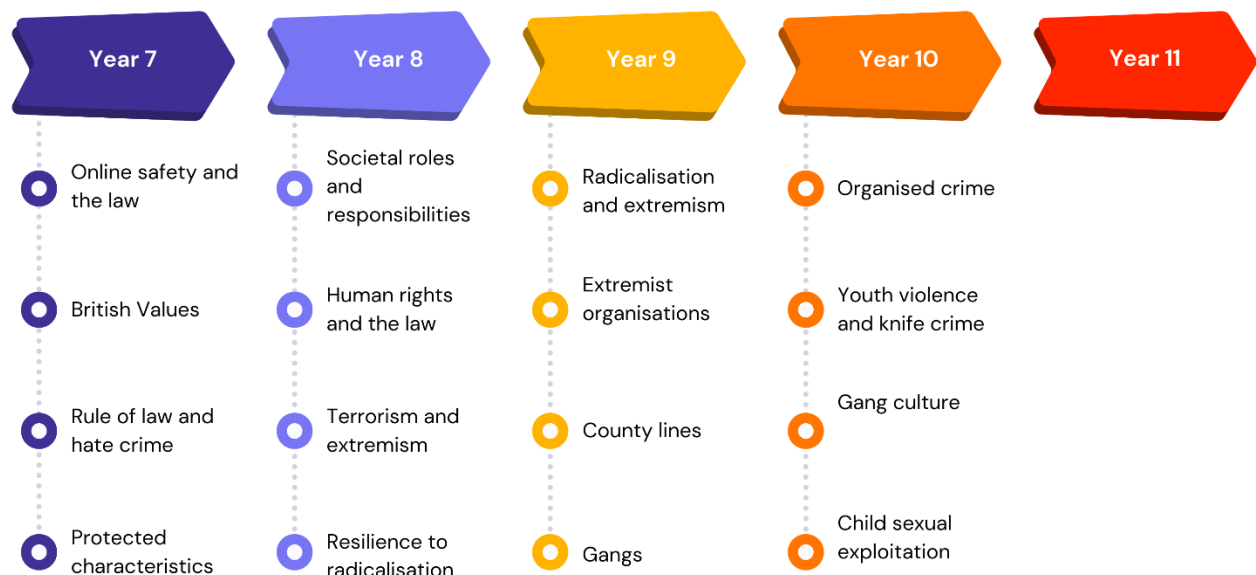 Year 7
Year 8
Year 9
Year 10
Year 11
Online safety and
the law
British Values
Rule of law and
hate crime
Protected
characteristics
Societal roles
and
responsibilities
Human rights
and the law
Terrorism and
extremism
Resilience to
radicalisation
Radicalisation
and extremism
Extremist
organisations
County lines
Gangs
Organised crime
Youth violence
and knife crime
Gang culture
Child sexual
exploitation